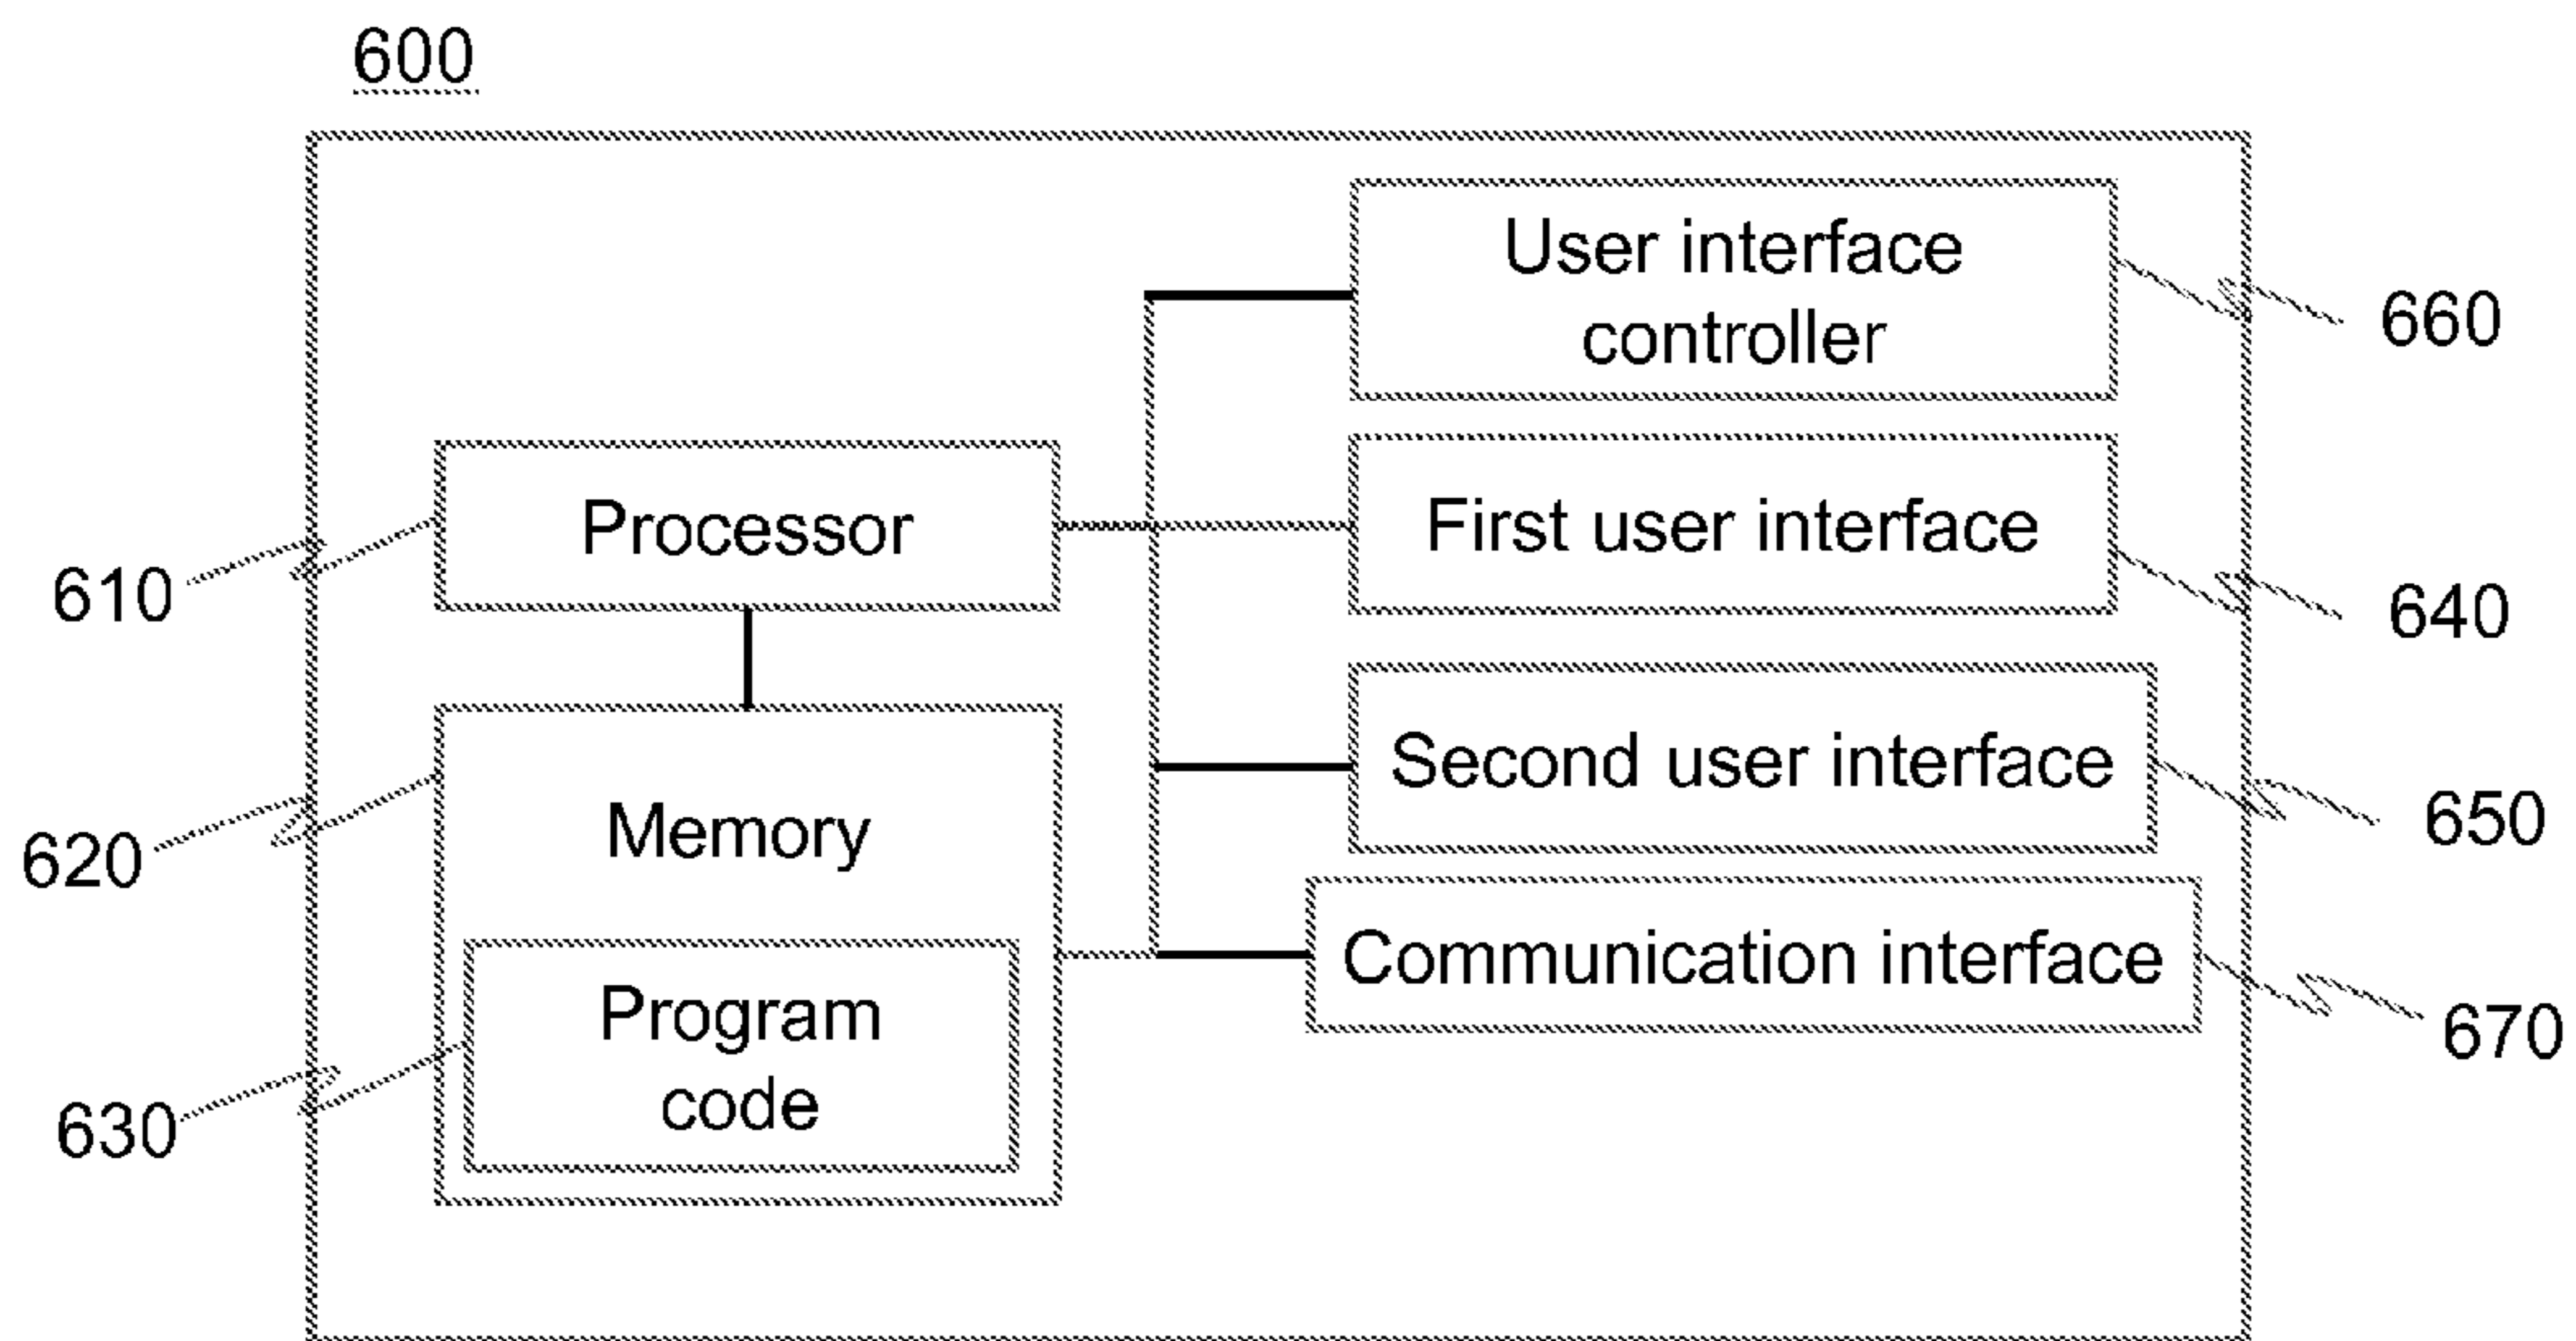 600
User interface
controller
660
Processor
First user interface
610
640
Second user interface
650
Memory
620
Communication interface
670
Program
code
630